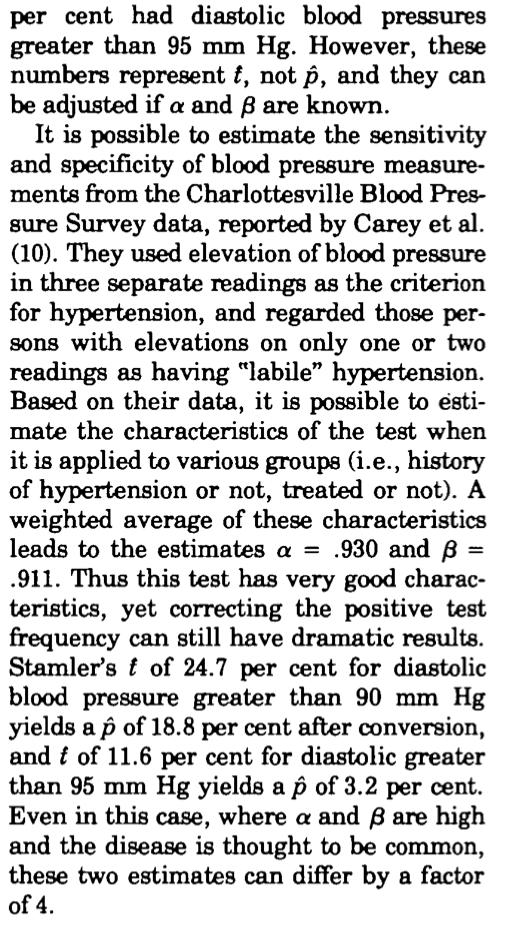 per cent had diastolic blood pressures
greater than 95 mm Hg. However, these
numbers represent t̂, not p̂, and they can
be adjusted if α and β are known.
It is possible to estimate the sensitivity
and specificity of blood pressure measure-
ments from the Charlottesville Blood Pres-
sure Survey data, reported by Carey et al.
(10). They used elevation of blood pressure
in three separate readings as the criterion
for hypertension, and regarded those per-
sons with elevations on only one or two
readings as having "labile" hypertension.
Based on their data, it is possible to esti-
mate the characteristics of the test when
it is applied to various groups (i.e., history
of hypertension or not, treated or not). A
weighted average of these characteristics
leads to the estimates α = .930 and β =
.911. Thus this test has very good charac-
teristics, yet correcting the positive test
frequency can still have dramatic results.
Stamler's t̂ of 24.7 per cent for diastolic
blood pressure greater than 90 mm Hg
yields a p̂ of 18.8 per cent after conversion,
and t̂ of 11.6 per cent for diastolic greater
than 95 mm Hg yields a p̂ of 3.2 per cent.
Even in this case, where α and β are high
and the disease is thought to be common,
these two estimates can differ by a factor
of 4.